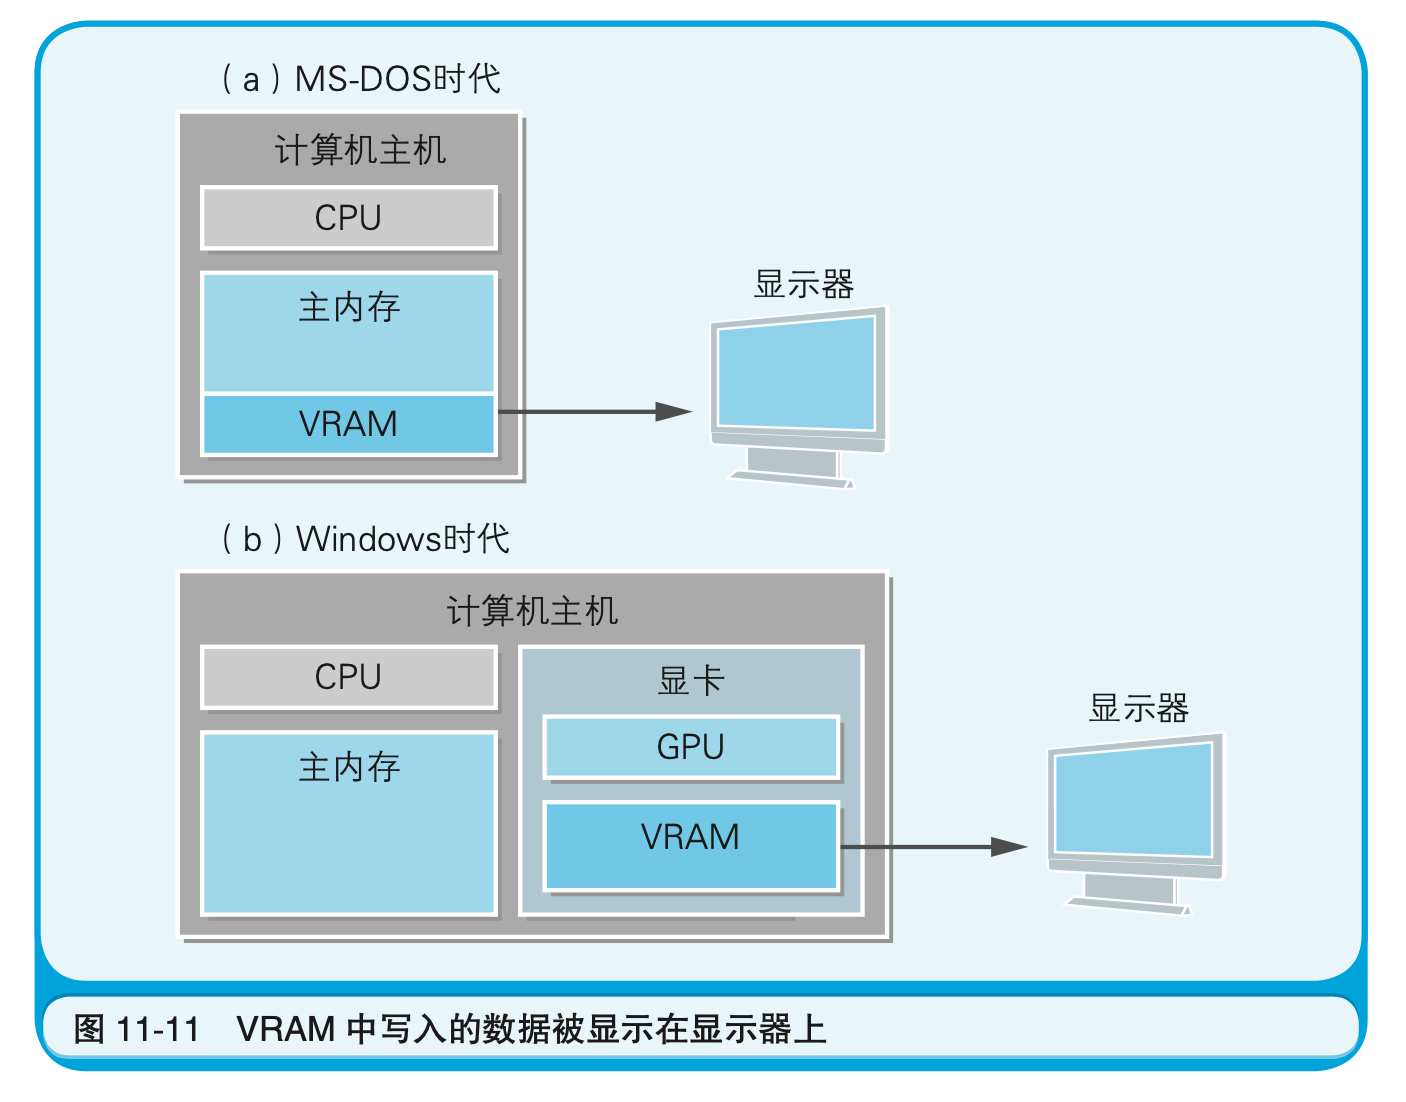 （a）MS-DOS时代
计算机主机
CPU
主内存
VRAM
显示器
（b）Windows时代
计算机主机
CPU
主内存
显卡
GPU
VRAM
显示器
图 11-11 VRAM 中写入的数据被显示在显示器上